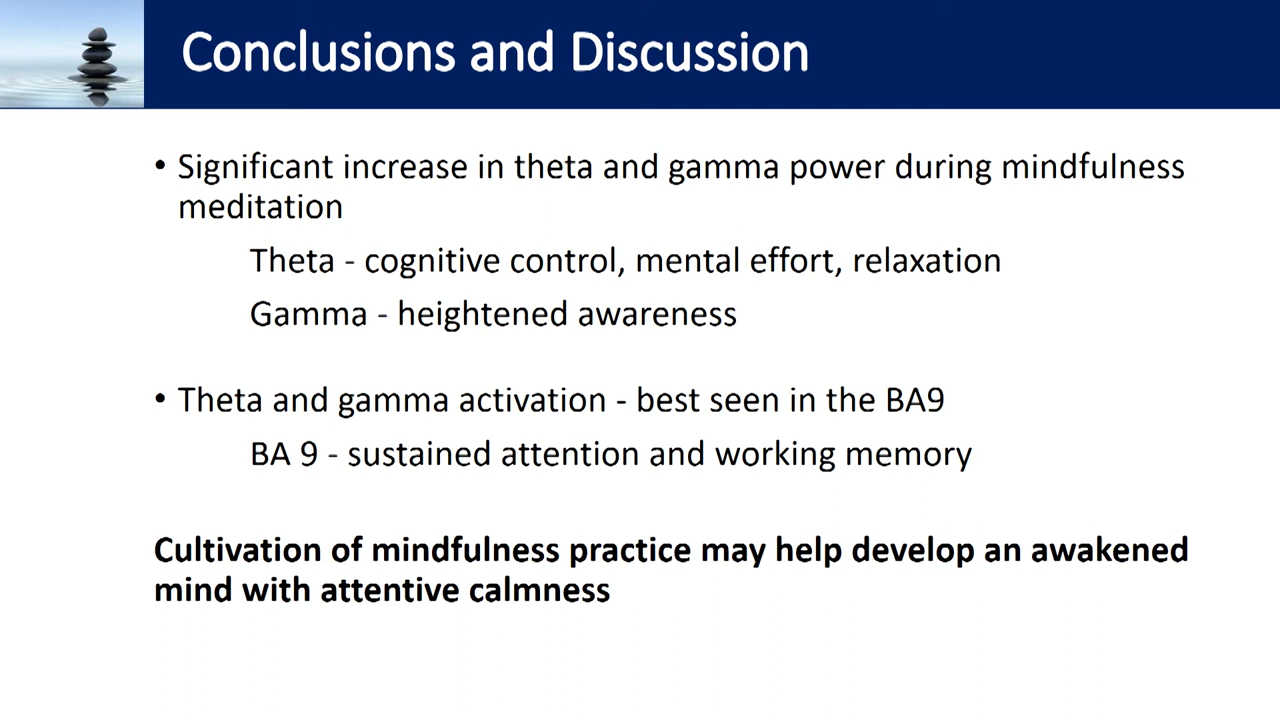 Conclusions and Discussion
• Significant increase in theta and gamma power during mindfulness
meditation
Theta - cognitive control, mental effort, relaxation
Gamma - heightened awareness
• Theta and gamma activation - best seen in the BA9
BA 9 - sustained attention and working memory
Cultivation of mindfulness practice may help develop an awakened
mind with attentive calmness